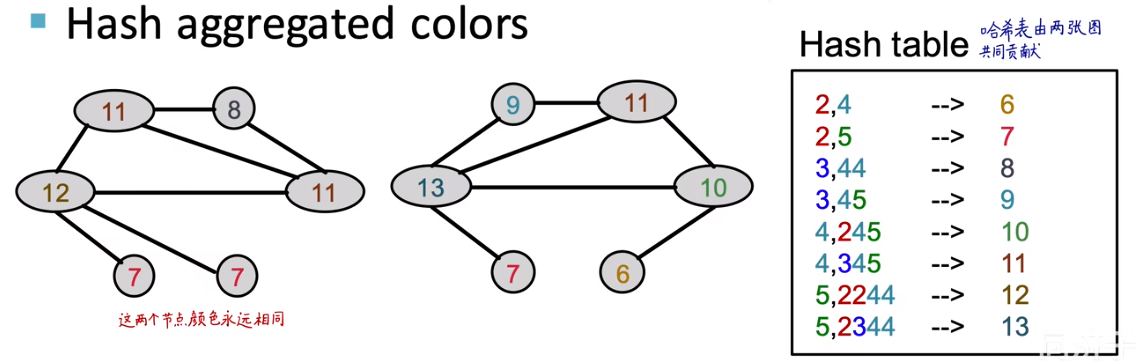 ▪ Hash aggregated colors
11
8
12
11
7
7
这两个节点颜色永远相同
9
11
13
10
7
6
Hash table
哈希表由两张图
共同贡献
2,4 --> 6
2,5 --> 7
3,44 --> 8
3,45 --> 9
4,245 --> 10
4,345 --> 11
5,2244 --> 12
5,2344 --> 13